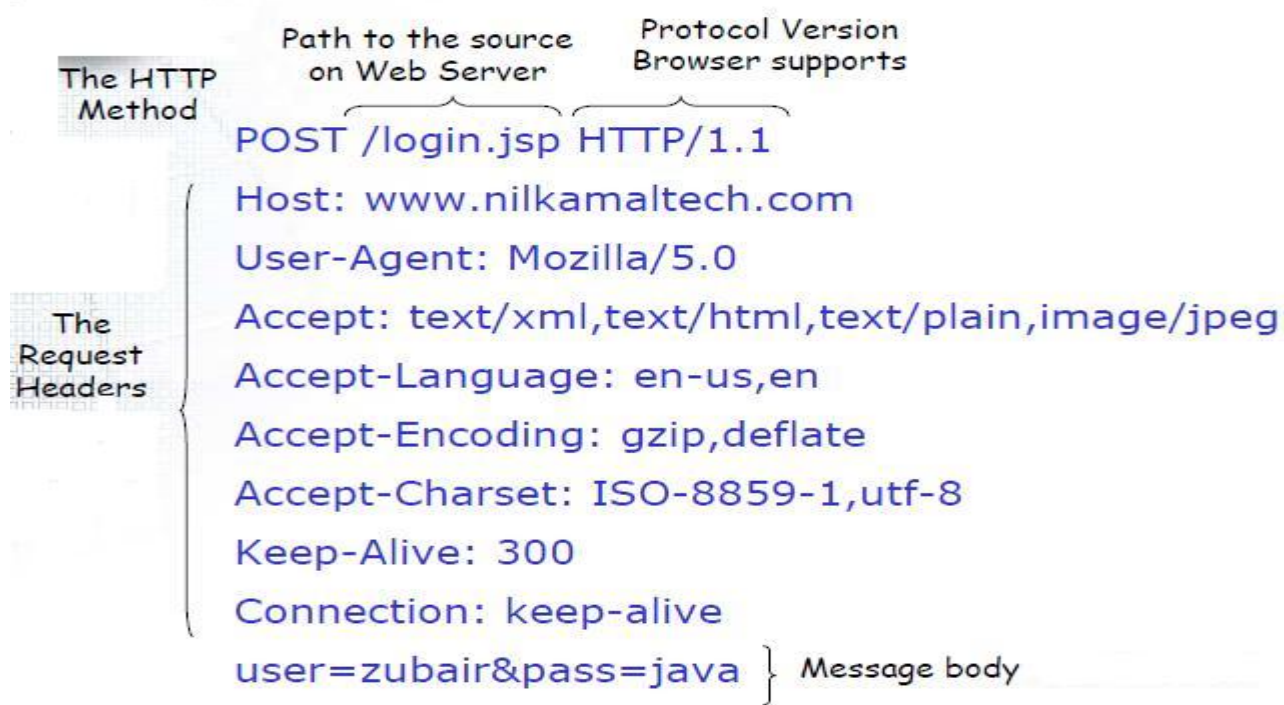 Path to the source
on Web Server
Protocol Version
Browser supports
The HTTP
Method
POST /login.jsp HTTP/1.1
Host: www.nilkamaltech.com
User-Agent: Mozilla/5.0
Accept: text/xml,text/html,text/plain,image/jpeg
Accept-Language: en-us,en
Accept-Encoding: gzip,deflate
Accept-Charset: ISO-8859-1,utf-8
Keep-Alive: 300
Connection: keep-alive
The
Request
Headers
user=zubair&pass=java
Message body